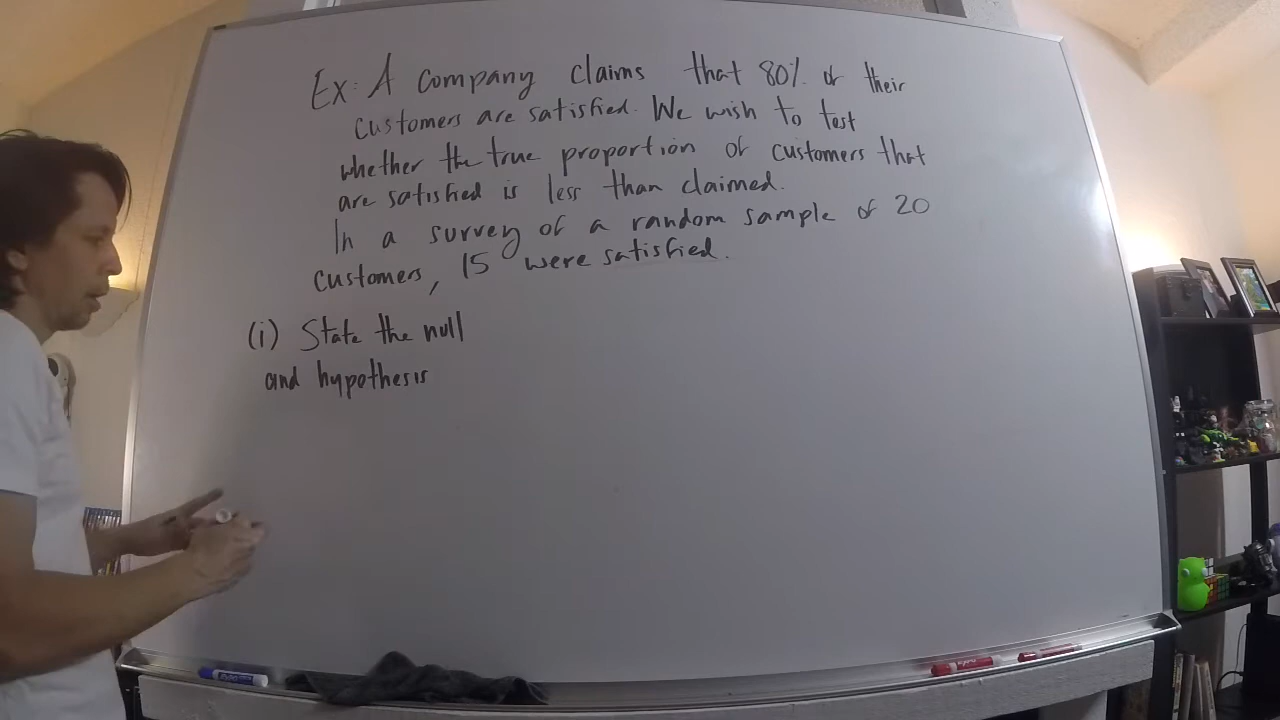 Ex: A company claims that 80% of their
customers are satisfied. We wish to test
whether the true proportion of customers that
are satisfied is less than claimed.
In a survey of a random sample of 20
customers, 15 were satisfied.
(i) State the null
and hypothesis